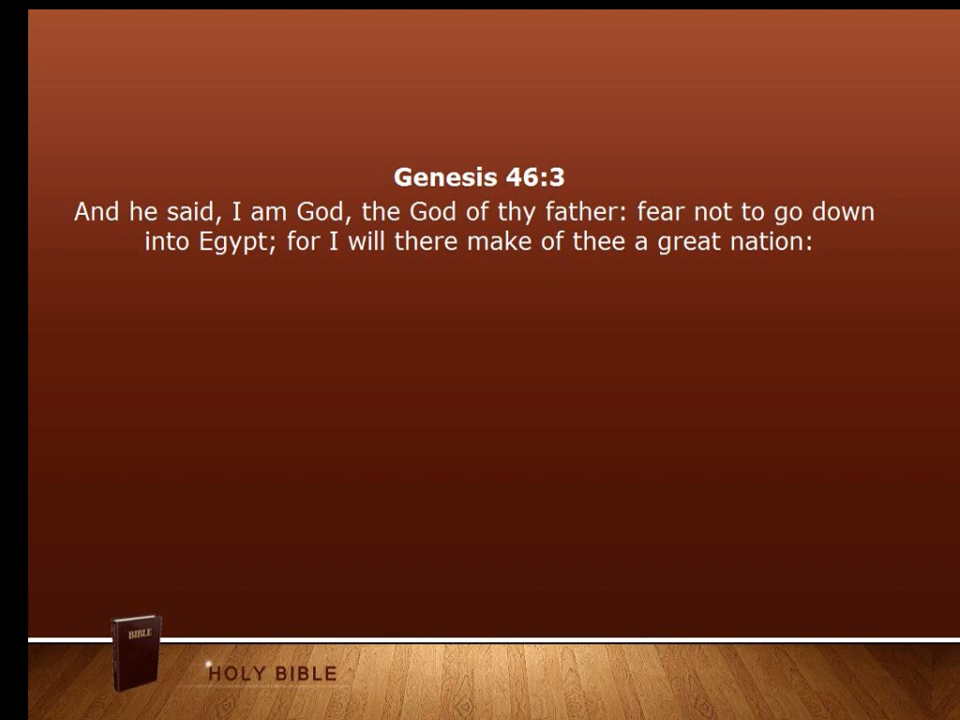 Genesis 46:3
And he said, I am God, the God of thy father: fear not to go down
into Egypt; for I will there make of thee a great nation:
BIBLE
HOLY BIBLE